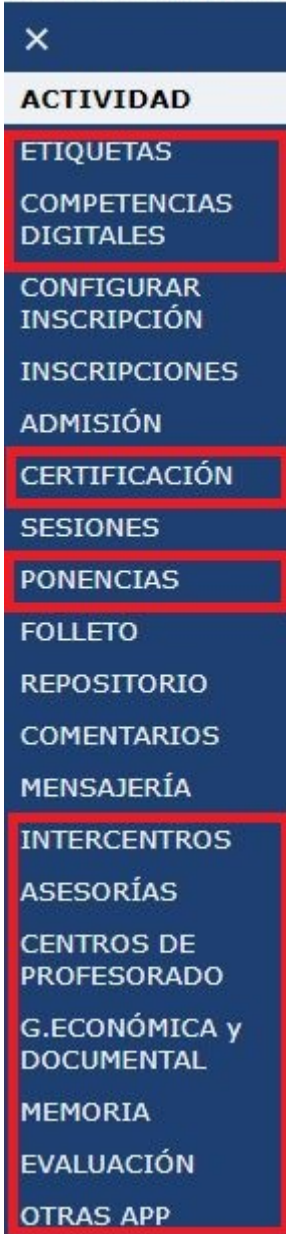 ×
ACTIVIDAD
ETIQUETAS
COMPETENCIAS
DIGITALES
CONFIGURAR
INSCRIPCIÓN
INSCRIPCIONES
ADMISIÓN
CERTIFICACIÓN
SESIONES
PONENCIAS
FOLLETO
REPOSITORIO
COMENTARIOS
MENSAJERÍA
INTERCENTROS
ASESORÍAS
CENTROS DE
PROFESORADO
G.ECONÓMICA y
DOCUMENTAL
MEMORIA
EVALUACIÓN
OTRAS APP